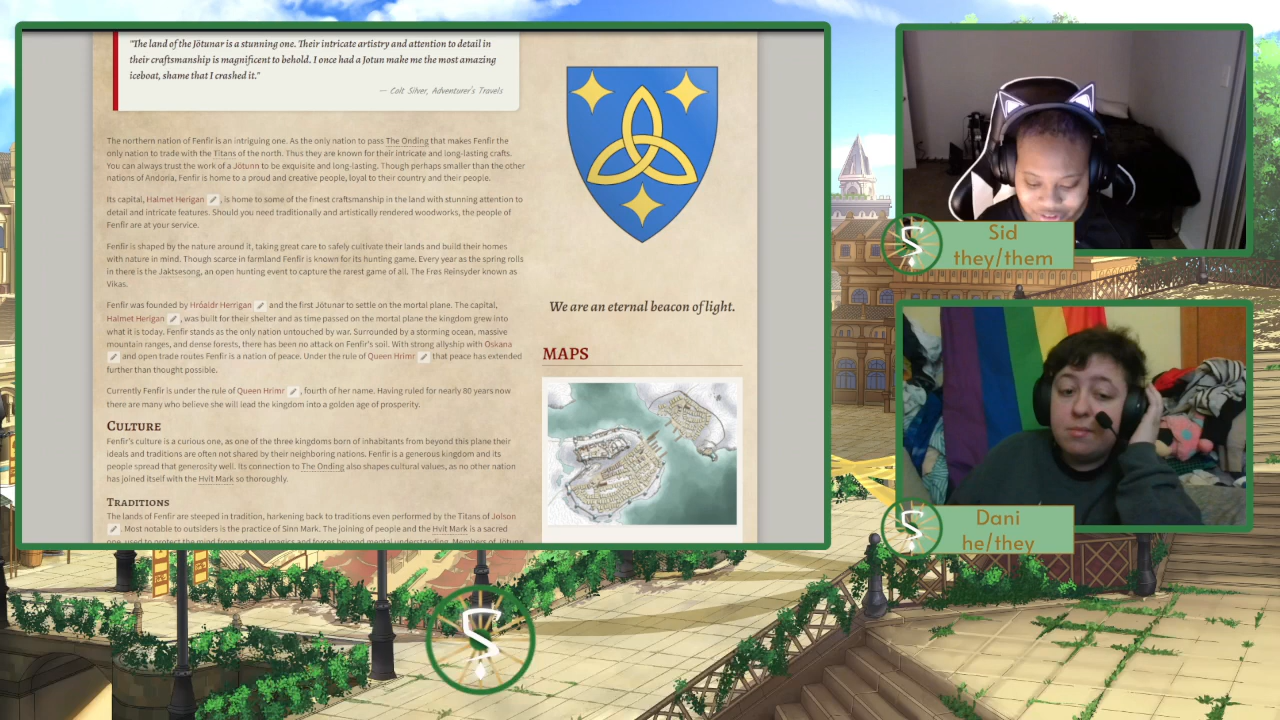 "The land of the Jötunar is a stunning one. Their intricate artistry and attention to detail in
their craftsmanship is magnificent to behold. I once had a Jotun make me the most amazing
iceboat, shame that I crashed it."
— Colt Silver, Adventurer's Travels
The northern nation of Fenfir is an intriguing one. As the only nation to pass The Onding that makes Fenfir the
only nation to trade with the Titans of the north. Thus they are known for their intricate and long-lasting crafts.
You can always trust the work of a Jötunn to be exquisite and long-lasting. Though perhaps smaller than the other
nations of Andoria, Fenfir is home to a proud and creative people, loyal to their country and their people.
Its capital, Halmet Herigan , is home to some of the finest craftsmanship in the land with stunning attention to
detail and intricate features. Should you need traditionally and artistically rendered woodworks, the people of
Fenfir are at your service.
Fenfir is shaped by the nature around it, taking great care to safely cultivate their lands and build their homes
with nature in mind. Though scarce in farmland Fenfir is known for its hunting game. Every year as the spring rolls
in there is the Jaktsesong, an open hunting event to capture the rarest game of all. The Frøs Reinsdyr known as
Vikas.
Fenfir was founded by Hróaldr Herrigan and the first Jötunar to settle on the mortal plane. The capital,
Halmet Herigan , was built for their shelter and as time passed on the mortal plane the kingdom grew into
what it is today. Fenfir stands as the only nation untouched by war. Surrounded by a storming ocean, massive
mountain ranges, and dense forests, there has been no attack on Fenfir's soil. With strong allyship with Oskana
and open trade routes Fenfir is a nation of peace. Under the rule of Queen Hrimr that peace has extended
further than thought possible.
Currently Fenfir is under the rule of Queen Hrimr , fourth of her name. Having ruled for nearly 80 years now
there are many who believe she will lead the kingdom into a golden age of prosperity.
CULTURE
Fenfir's culture is a curious one, as one of the three kingdoms born of inhabitants from beyond this plane their
ideals and traditions are often not shared by their neighboring nations. Fenfir is a generous kingdom and its
people spread that generosity well. Its connection to The Onding also shapes cultural values, as no other nation
has joined itself with the Hvit Mark so thoroughly.
TRADITIONS
The lands of Fenfir are steeped in tradition, harkening back to traditions even performed by the Titans of Jolson
. Most notable to outsiders is the practice of Sinn Mark. The joining of people and the Hvit Mark is a sacred
one, used to protect the mind from external magics and forces beyond mental understanding. Members of Jötunn
We are an eternal beacon of light.
MAPS
Sid
they/them
Dani
he/they